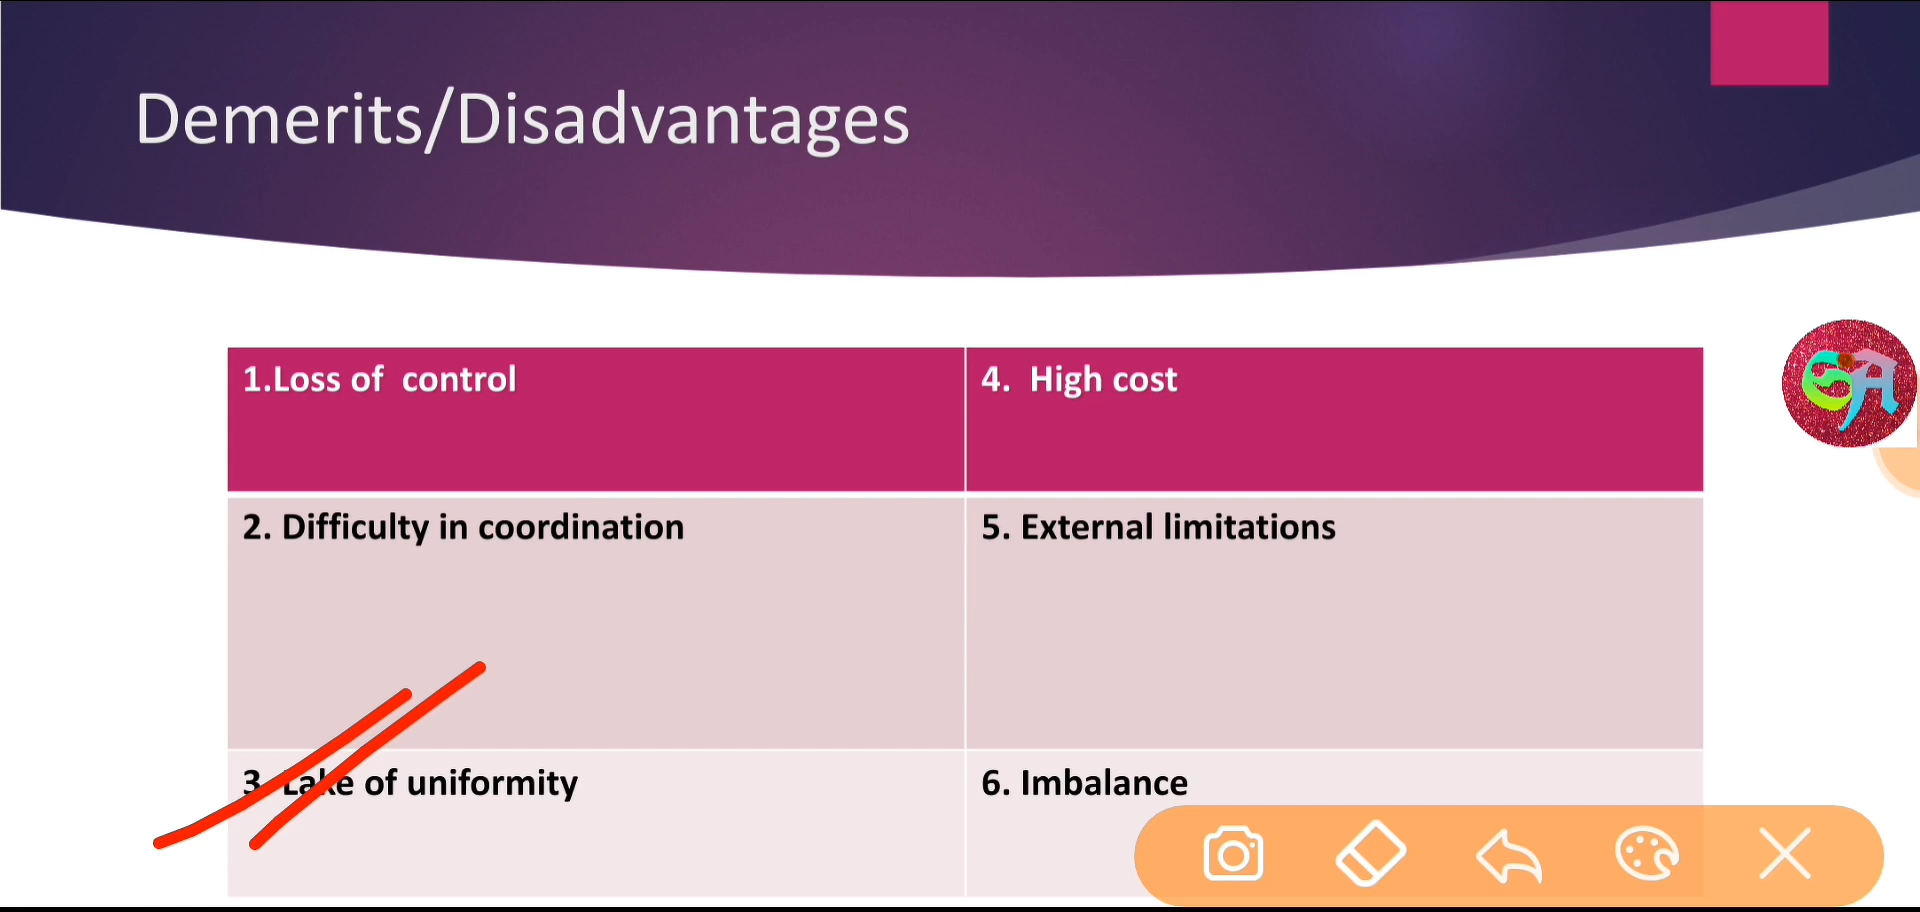 Demerits/Disadvantages
1.Loss of  control
4.  High cost
2. Difficulty in coordination
5. External limitations
3. Lake of uniformity
6. Imbalance